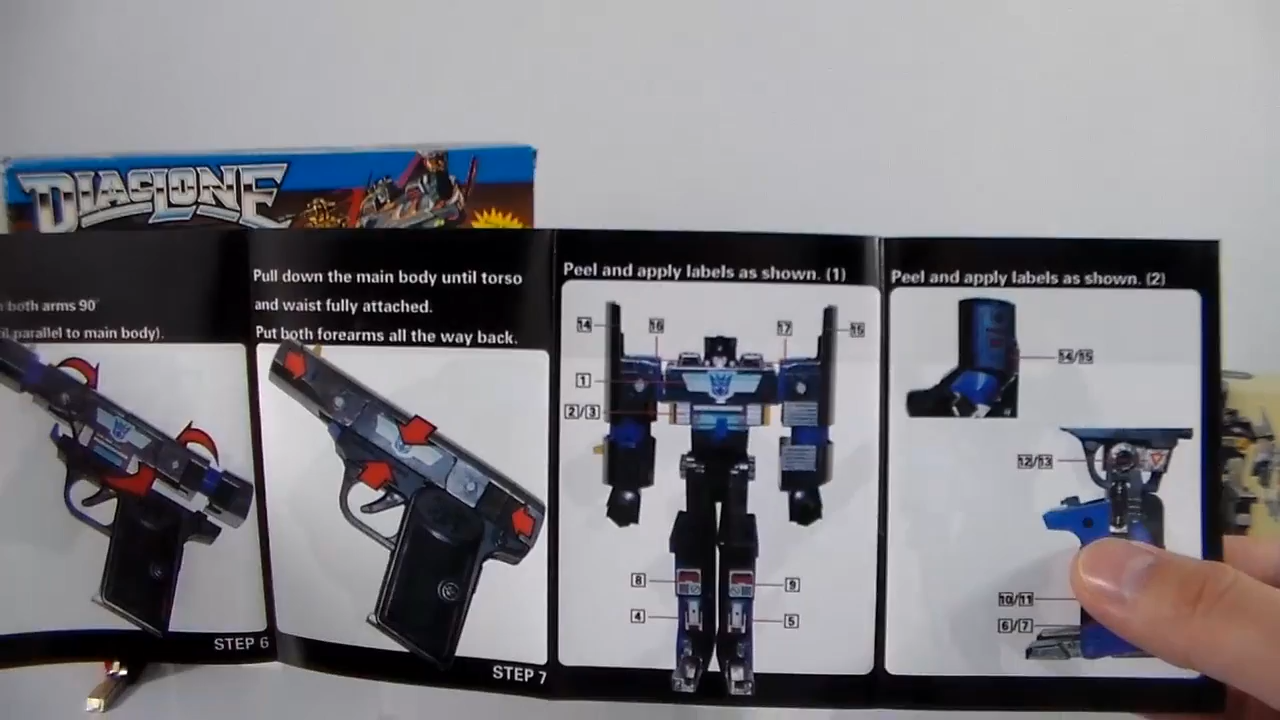 DIACLONE
both arms 90°
parallel to main body).
STEP 6
Pull down the main body until torso
and waist fully attached.
Put both forearms all the way back.
STEP 7
Peel and apply labels as shown. (1)
14
16
17
15
1
2/3
8
9
4
5
Peel and apply labels as shown. (2)
14/15
12/13
10/11
6/7